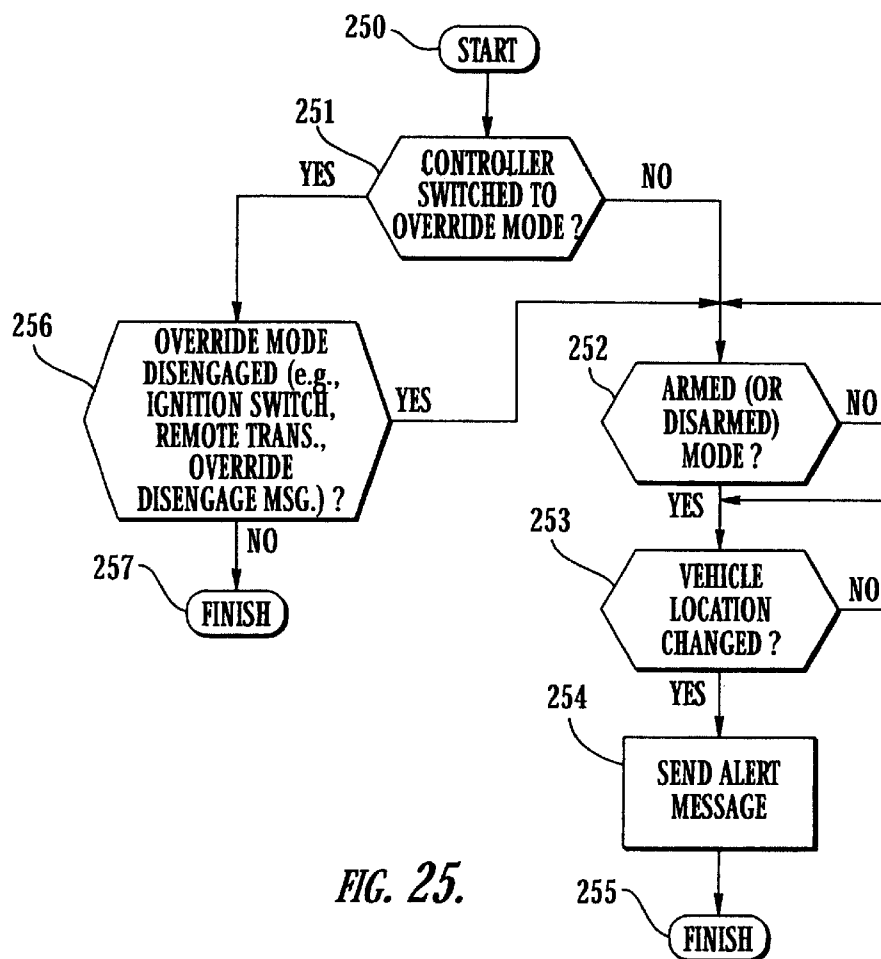 250
START
251
YES
CONTROLLER
SWITCHED TO
OVERRIDE MODE ?
NO
256
OVERRIDE MODE
DISENGAGED (e.g.,
IGNITION SWITCH,
REMOTE TRANS.,
OVERRIDE
DISENGAGE MSG.) ?
YES
NO
257
FINISH
252
ARMED (OR
DISARMED)
MODE ?
NO
YES
253
VEHICLE
LOCATION
CHANGED ?
NO
YES
254
SEND ALERT
MESSAGE
255
FINISH
FIG. 25.